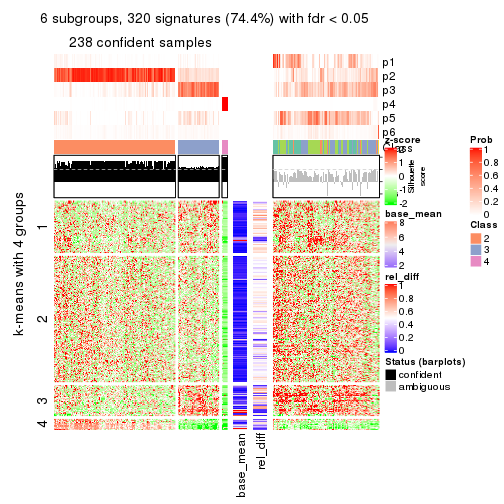 6 subgroups, 320 signatures (74.4%) with fdr < 0.05
238 confident samples
p1
p2
p3
p4
p5
p6
Class
Silhouette
score
k-means with 4 groups
1
2
3
4
base_mean
rel_diff
z-score
2
1
0
-1
-2
base_mean
8
6
4
2
rel_diff
1
0.8
0.6
0.4
0.2
0
Status (barplots)
confident
ambiguous
Prob
1
0.8
0.6
0.4
0.2
0
Class
2
3
4